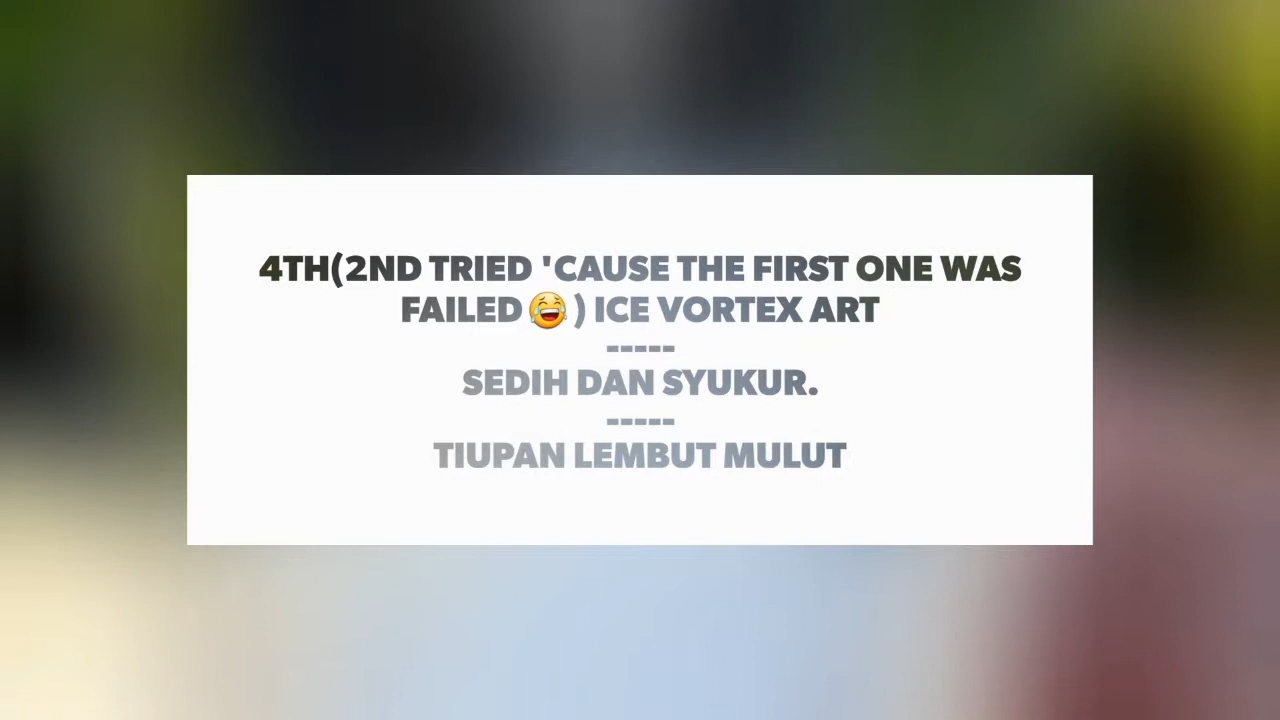 4TH(2ND TRIED 'CAUSE THE FIRST ONE WAS
FAILED😂) ICE VORTEX ART
-----
SEDIH DAN SYUKUR.
-----
TIUPAN LEMBUT MULUT